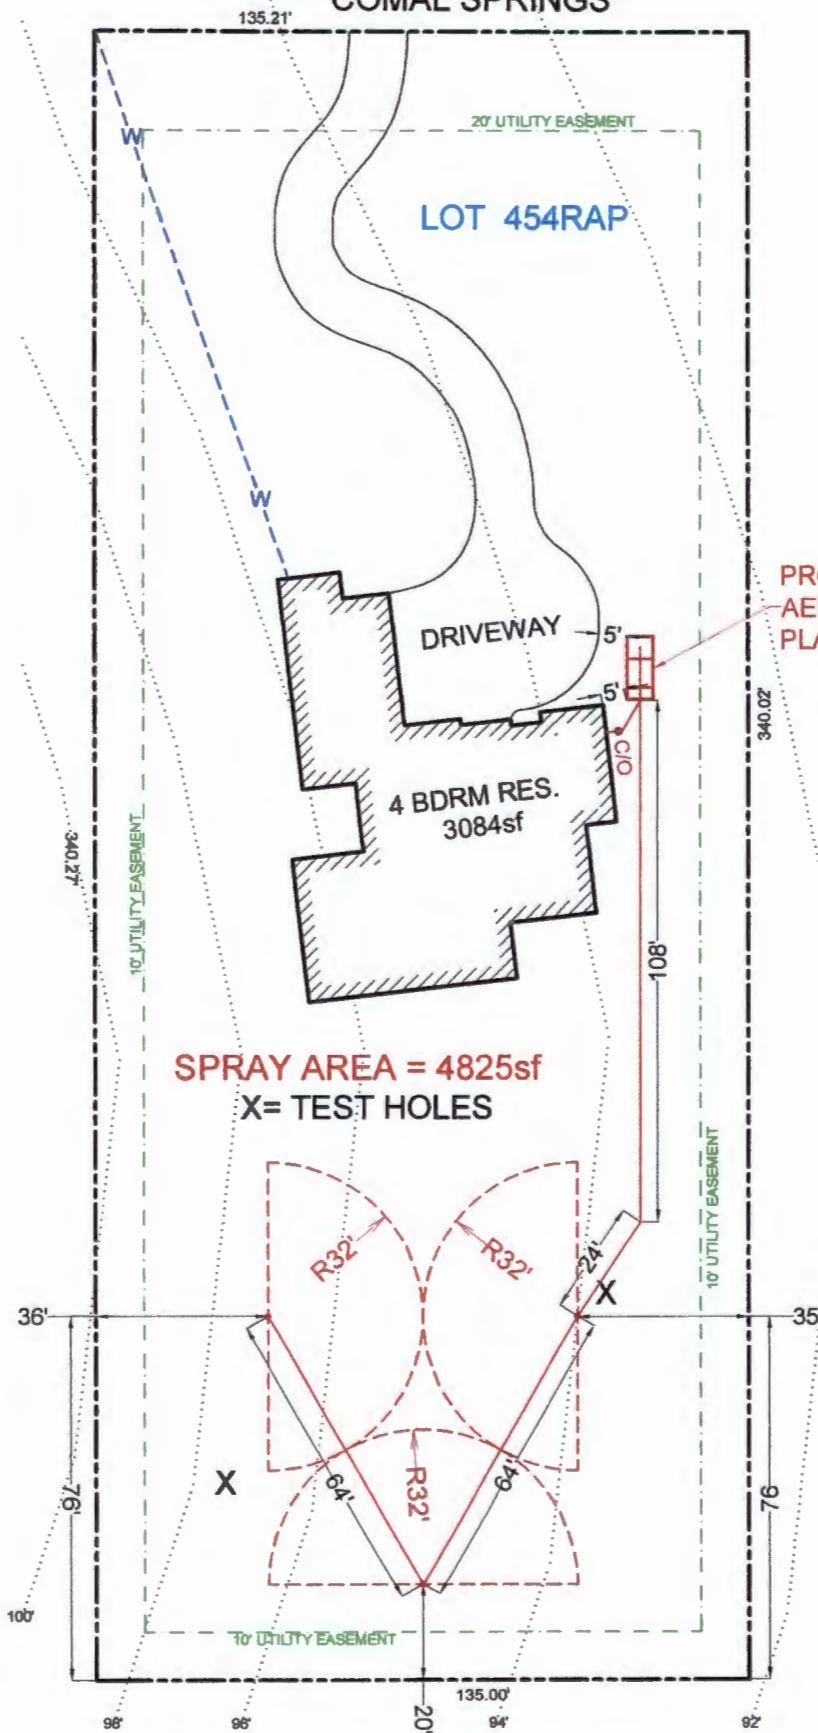 COMAL SPRINGS
135.21'
W
20' UTILITY EASEMENT
LOT 454RAP
W
DRIVEWAY
5'
5'
C/O
340.02'
4 BDRM RES.
3084sf
340.27'
10' UTILITY EASEMENT
108'
SPRAY AREA = 4825sf
X= TEST HOLES
10' UTILITY EASEMENT
R32'
R32'
24'
X
36'
35
76'
X
64'
R32'
64'
76
100'
10' UTILITY EASEMENT
135.00'
98'
96'
20'
94'
92'